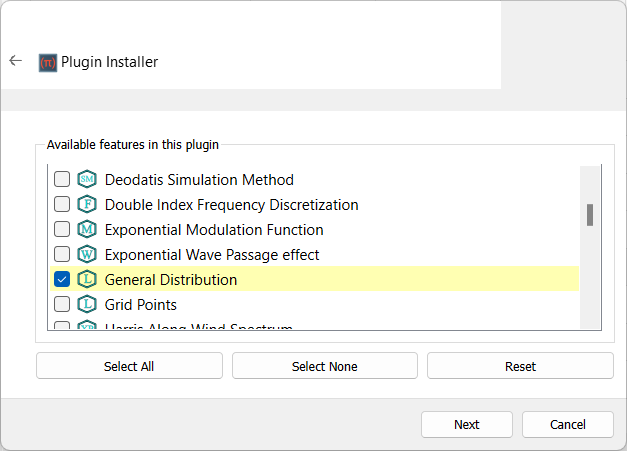 (π) Plugin Installer
Available features in this plugin
SM Deodatis Simulation Method
F Double Index Frequency Discretization
M Exponential Modulation Function
W Exponential Wave Passage effect
L General Distribution
L Grid Points
Harris Along Wind Spectrum
Select All
Select None
Reset
Next
Cancel